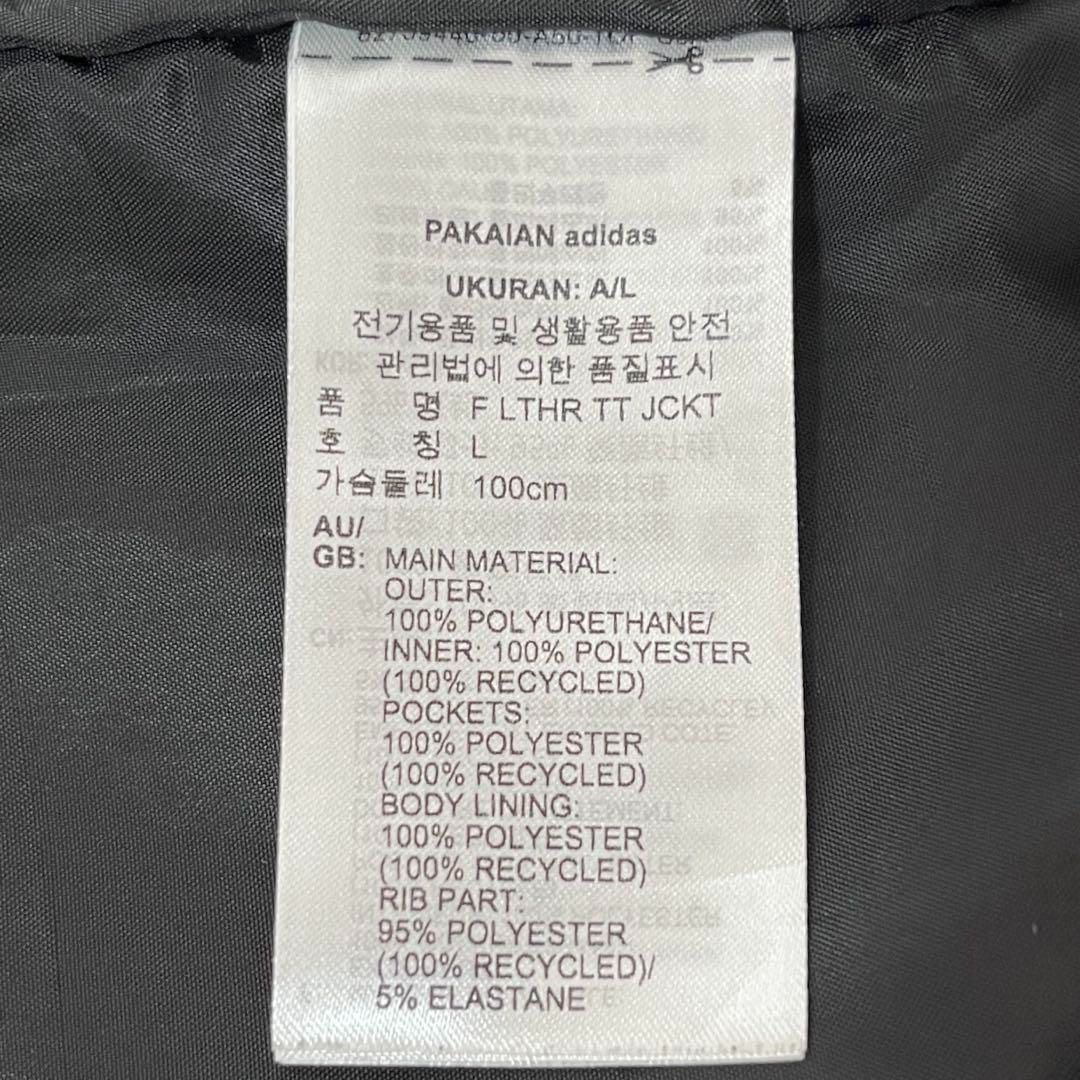 PAKAIAN adidas
UKURAN: A/L
전기용품 및 생활용품 안전
관리법에 의한 품질표시
품 명 F LTHR TT JCKT
호 칭 L
가슴둘레 100cm
AU/
GB: MAIN MATERIAL:
OUTER:
100% POLYURETHANE/
INNER: 100% POLYESTER
(100% RECYCLED)
POCKETS:
100% POLYESTER
(100% RECYCLED)
BODY LINING:
100% POLYESTER
(100% RECYCLED)
RIB PART:
95% POLYESTER
(100% RECYCLED)/
5% ELASTANE